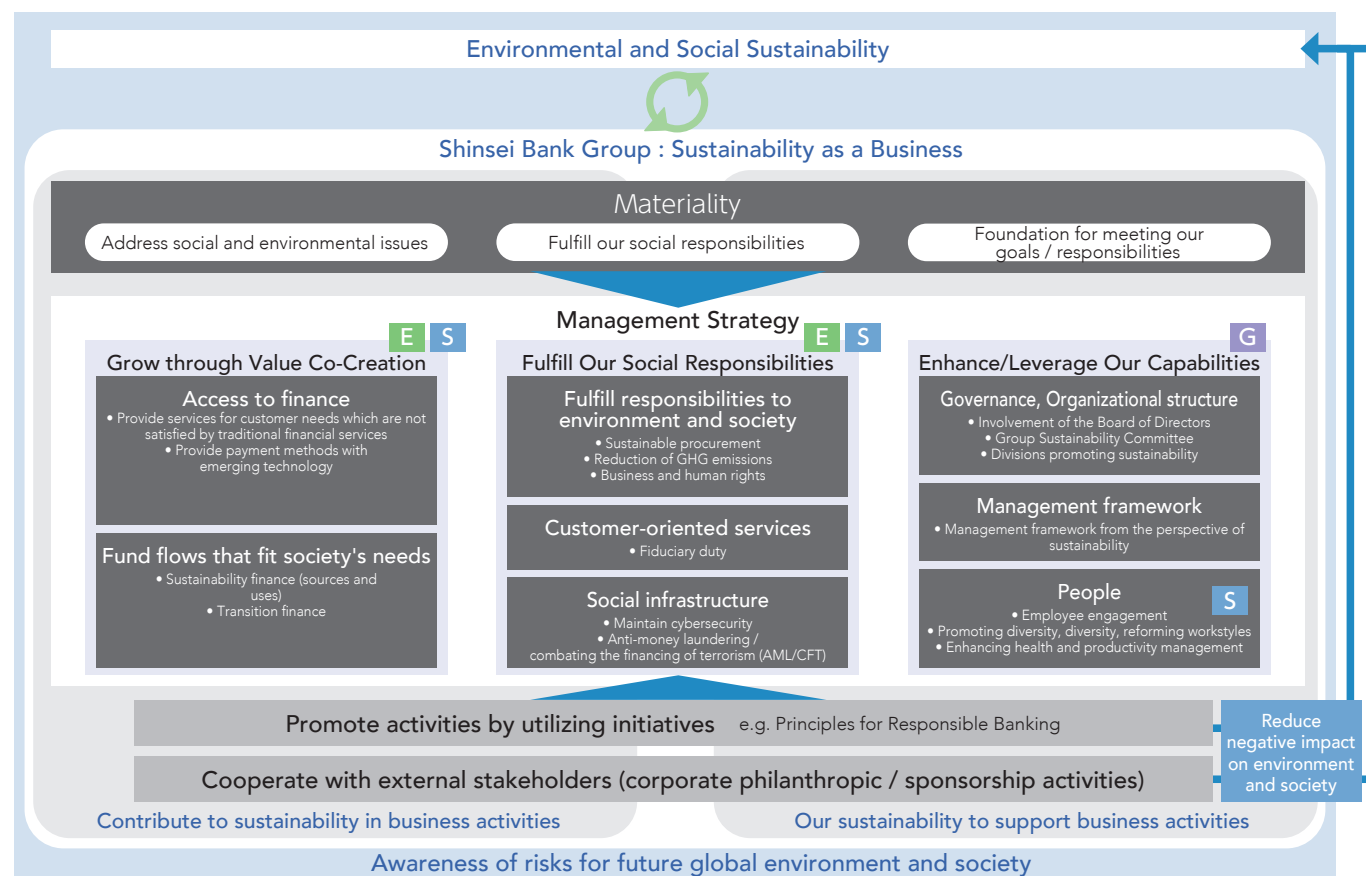 Environmental and Social Sustainability
Shinsei Bank Group : Sustainability as a Business
Materiality
Address social and environmental issues
Fulfill our social responsibilities
Foundation for meeting our
goals / responsibilities
Management Strategy
E S
Grow through Value Co-Creation
Access to finance
• Provide services for customer needs which are not
satisfied by traditional financial services
• Provide payment methods with
emerging technology
Fund flows that fit society's needs
• Sustainability finance (sources and
uses)
• Transition finance
E S
Fulfill Our Social Responsibilities
Fulfill responsibilities to
environment and society
• Sustainable procurement
• Reduction of GHG emissions
• Business and human rights
Customer-oriented services
• Fiduciary duty
Social infrastructure
• Maintain cybersecurity
• Anti-money laundering /
combating the financing of terrorism (AML/CFT)
G
Enhance/Leverage Our Capabilities
Governance, Organizational structure
• Involvement of the Board of Directors
• Group Sustainability Committee
• Divisions promoting sustainability
Management framework
• Management framework from the perspective of
sustainability
People
S
• Employee engagement
• Promoting diversity, diversity, reforming workstyles
• Enhancing health and productivity management
Promote activities by utilizing initiatives e.g. Principles for Responsible Banking
Cooperate with external stakeholders (corporate philanthropic / sponsorship activities)
Reduce
negative impact
on environment
and society
Contribute to sustainability in business activities
Our sustainability to support business activities
Awareness of risks for future global environment and society